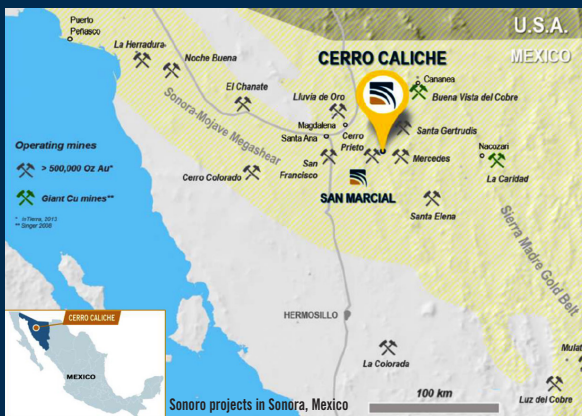 U.S.A.
MEXICO
Puerto
Peñasco
La Herradura
Noche Buena
El Chanate
CERRO CALICHE
Cananea
Buena Vista del Cobre
Lluvia de Oro
Magdalena
Santa Ana
Cerro
Prieto
Santa Gertrudis
Sonora-Mojave Megashear
San
Francisco
Mercedes
Nacozari
La Caridad
Cerro Colorado
SAN MARCIAL
Santa Elena
Sierra Madre Gold Belt
Operating mines
> 500,000 Oz Au*
Giant Cu mines**
* InTierra, 2013
** Singer 2008
HERMOSILLO
CERRO CALICHE
MEXICO
La Colorada
Mulat
Luz del Cobre
100 km
Sonoro projects in Sonora, Mexico